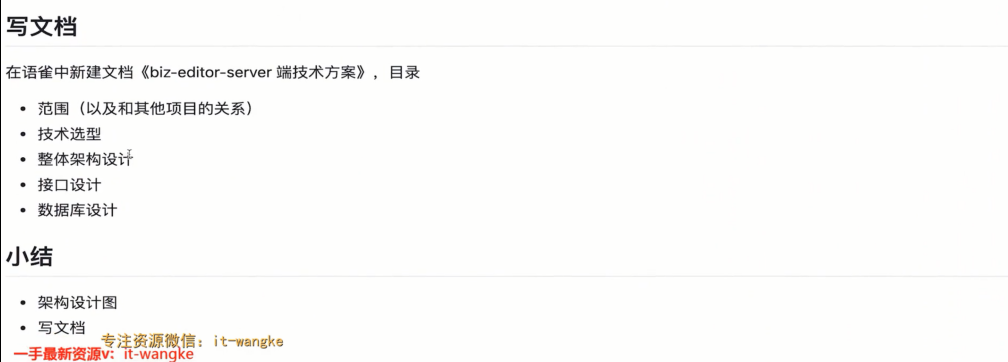 写文档
在语雀中新建文档《biz-editor-server 端技术方案》，目录
• 范围（以及和其他项目的关系）
• 技术选型
• 整体架构设计
• 接口设计
• 数据库设计
小结
• 架构设计图
• 写文档
专注资源微信：it-wangke
一手最新资源v：it-wangke